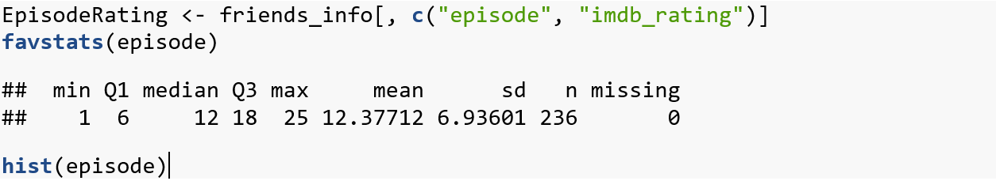 EpisodeRating <- friends_info[, c("episode", "imdb_rating")]
favstats(episode)
##  min Q1 median Q3 max     mean      sd   n missing
##    1  6     12 18  25 12.37712 6.93601 236       0
hist(episode)